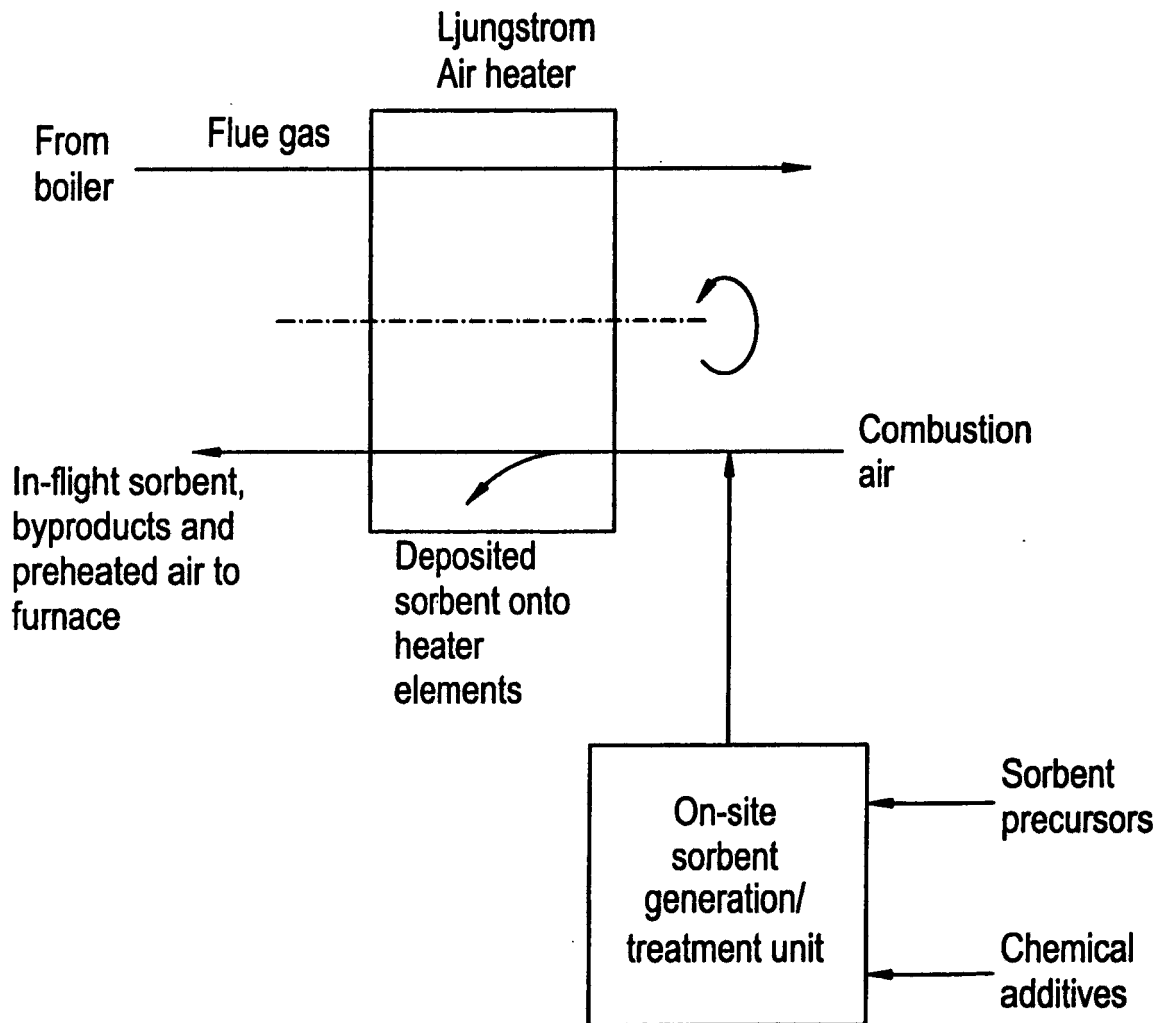 Ljungstrom
Air heater
From
boiler
Flue gas
Combustion
air
In-flight sorbent,
byproducts and
preheated air to
furnace
Deposited
sorbent onto
heater
elements
On-site
sorbent
generation/
treatment unit
Sorbent
precursors
Chemical
additives